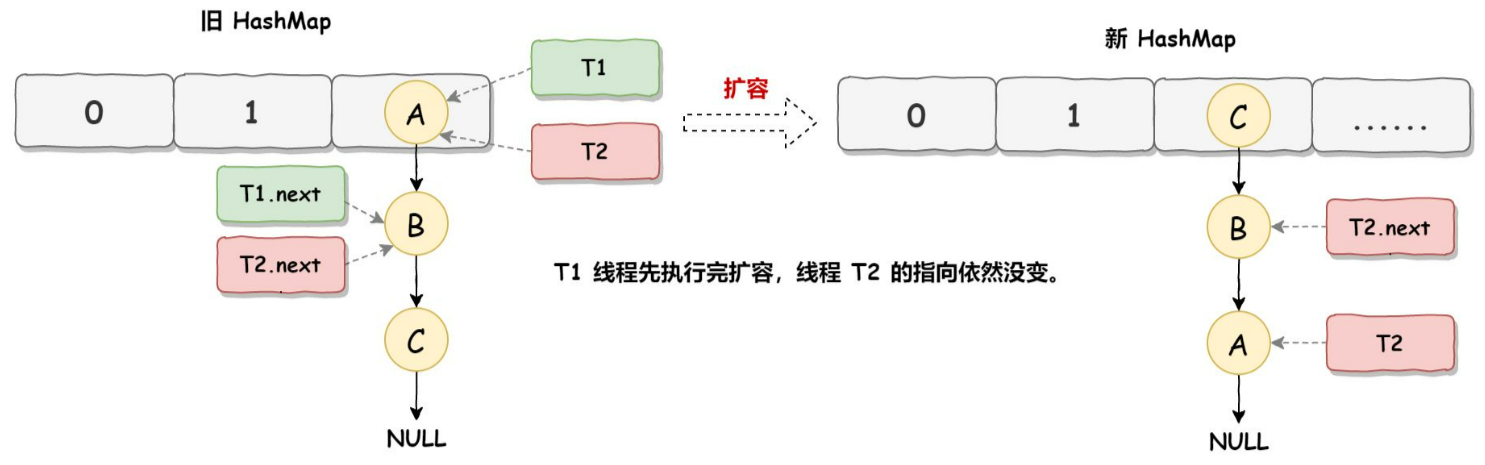 旧 HashMap
0
1
A
T1
T2
T1.next
T2.next
B
C
NULL
扩容
T1 线程先执行完扩容，线程 T2 的指向依然没变。
新 HashMap
0
1
C
......
B
T2.next
A
T2
NULL